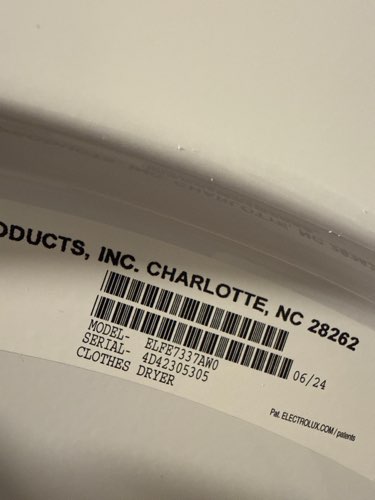 ODUCTS, INC. CHARLOTTE, NC 28262
MODEL- ELFE7337AW0
SERIAL- 4D42305305
CLOTHES DRYER
06/24
Pat. ELECTROLUX.COM/patents